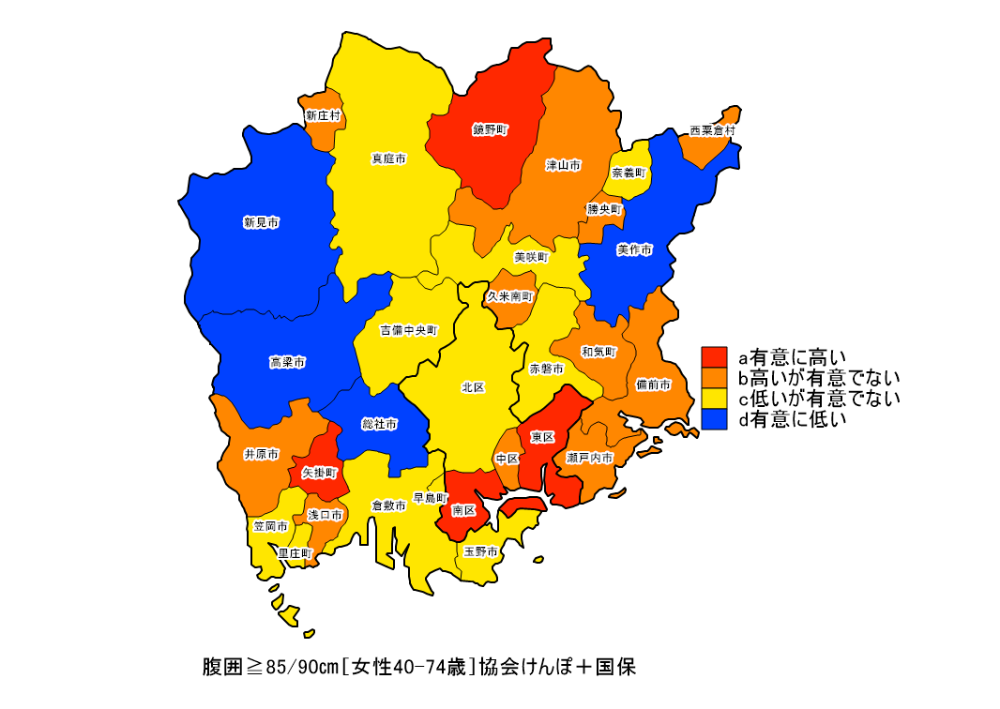 新庄村
鏡野町
西粟倉村
真庭市
津山市
奈義町
勝央町
新見市
美作市
美咲町
久米南町
吉備中央町
和気町
高梁市
赤磐市
備前市
北区
総社市
東区
井原市
中区
瀬戸内市
矢掛町
早島町
倉敷市
南区
浅口市
笠岡市
里庄町
玉野市
a有意に高い
b高いが有意でない
c低いが有意でない
d有意に低い
腹囲≧85/90cm[女性40-74歳]協会けんぽ+国保